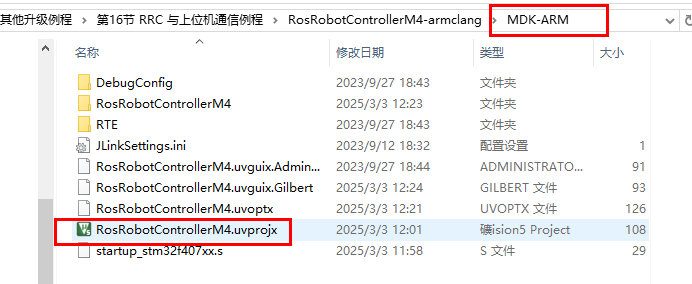 其他升级例程 > 第16节 RRC 与上位机通信例程 > RosRobotControllerM4-armclang > MDK-ARM
名称 修改日期 类型 大小
DebugConfig 2023/9/27 18:43 文件夹
RosRobotControllerM4 2025/3/3 12:23 文件夹
RTE 2023/9/27 18:43 文件夹
JLinkSettings.ini 2023/9/12 18:32 配置设置 1
RosRobotControllerM4.uvguix.Admin... 2023/9/27 18:44 ADMINISTRATO... 91
RosRobotControllerM4.uvguix.Gilbert 2025/3/3 12:24 GILBERT 文件 93
RosRobotControllerM4.uvoptx 2025/3/3 12:21 UVOPTX 文件 126
RosRobotControllerM4.uvprojx 2025/3/3 12:01 礦ision5 Project 108
startup_stm32f407xx.s 2025/3/3 11:58 S 文件 29